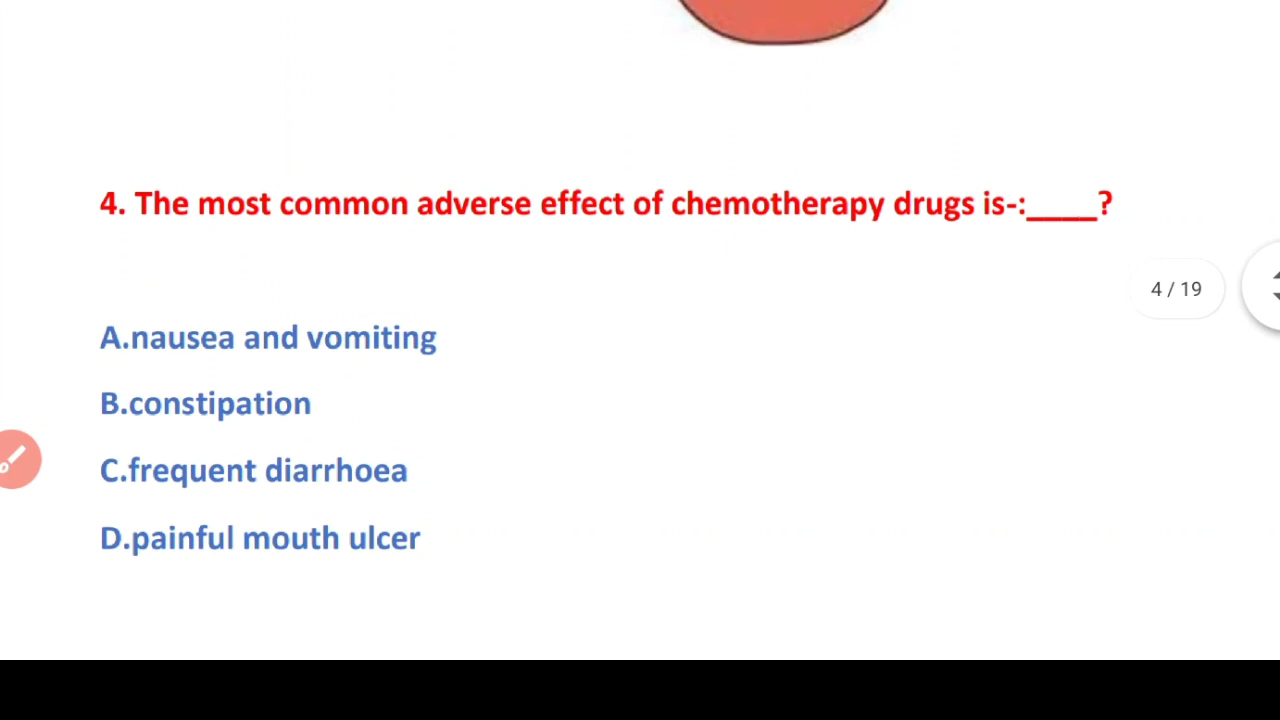 4. The most common adverse effect of chemotherapy drugs is-:____?
4 / 19
A.nausea and vomiting
B.constipation
C.frequent diarrhoea
D.painful mouth ulcer